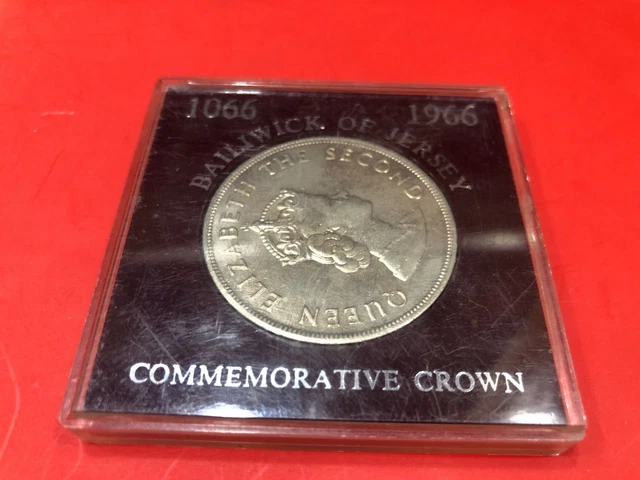 1066 1966
BAILIWICK OF JERSEY
QUEEN ELIZABETH THE SECOND
COMMEMORATIVE CROWN